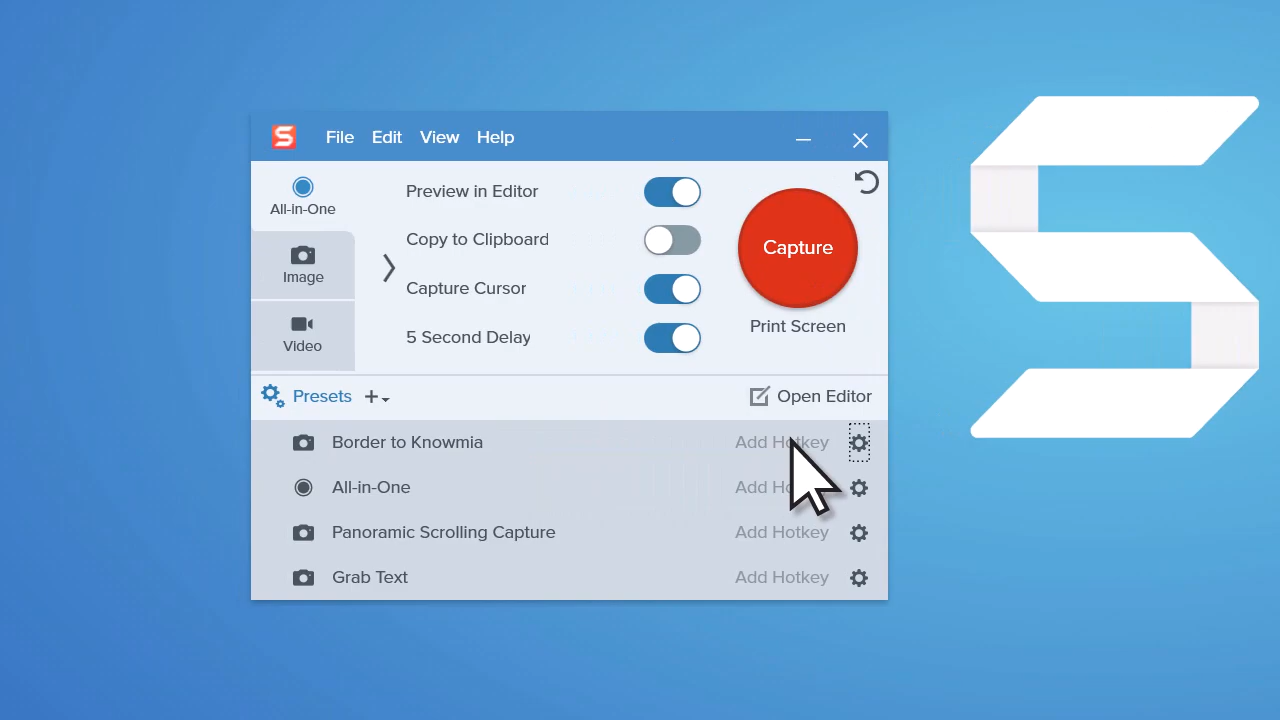 File Edit View Help
All-in-One
Image
Video
Preview in Editor
Copy to Clipboard
Capture Cursor
5 Second Delay
Capture
Print Screen
Presets
Open Editor
Border to Knowmia Add Hotkey
All-in-One Add
Panoramic Scrolling Capture Add Hotkey
Grab Text Add Hotkey